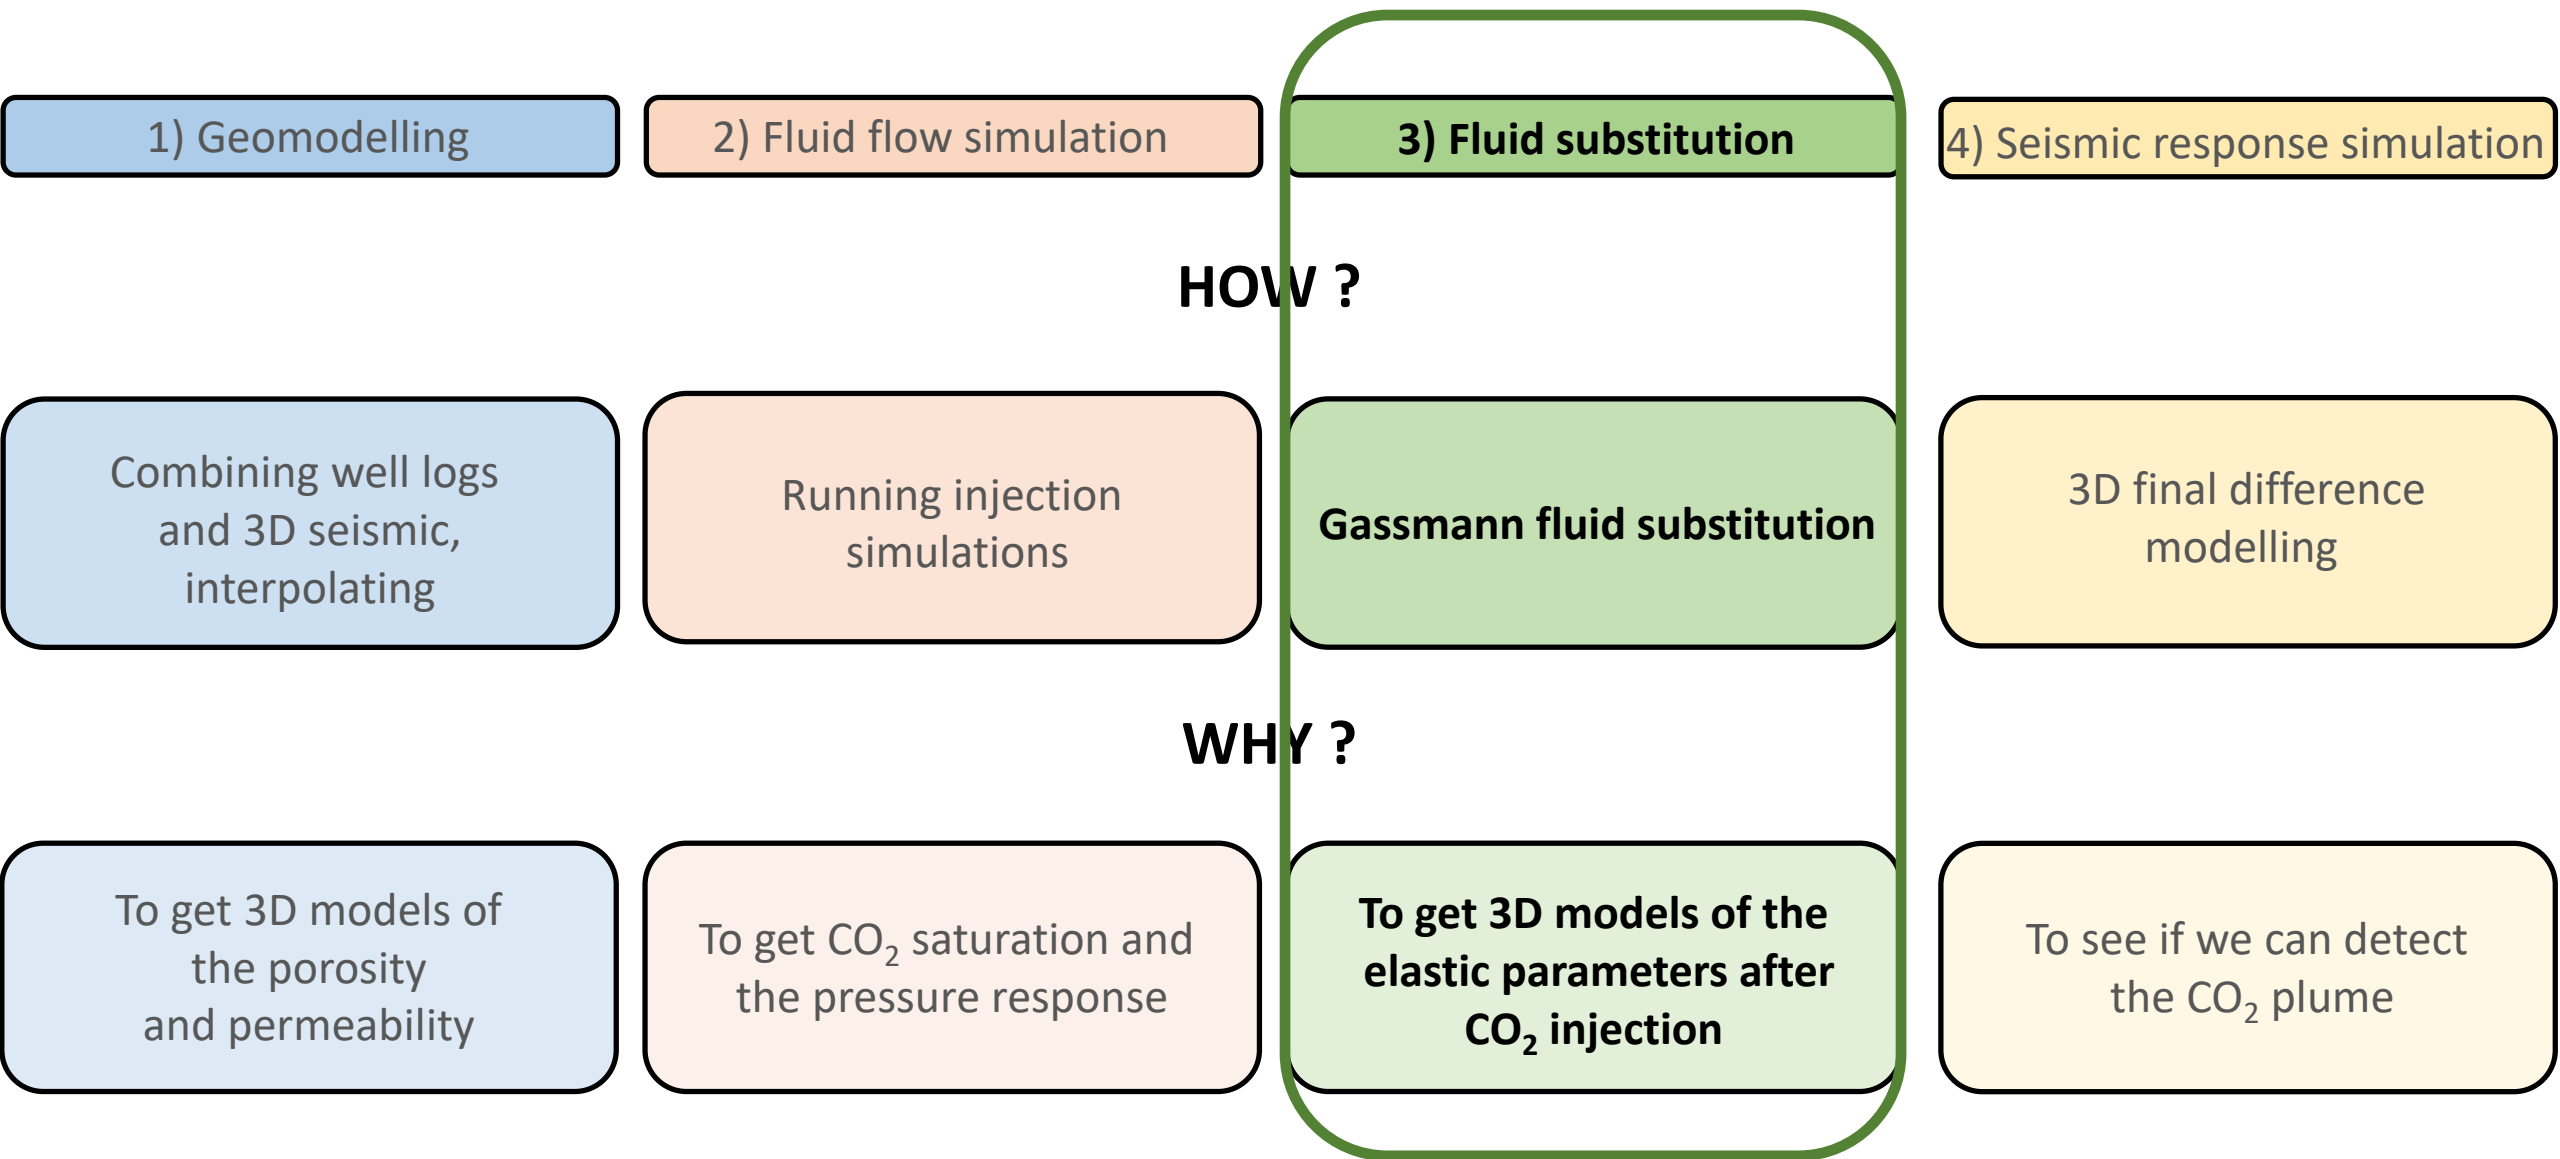 1) Geomodelling
2) Fluid flow simulation
3) Fluid substitution
4) Seismic response simulation
HOW ?
Combining well logs
and 3D seismic,
interpolating
Running injection
simulations
Gassmann fluid substitution
3D final difference
modelling
WHY ?
To get 3D models of
the porosity
and permeability
To get CO₂ saturation and
the pressure response
To get 3D models of the
elastic parameters after
CO₂ injection
To see if we can detect
the CO₂ plume